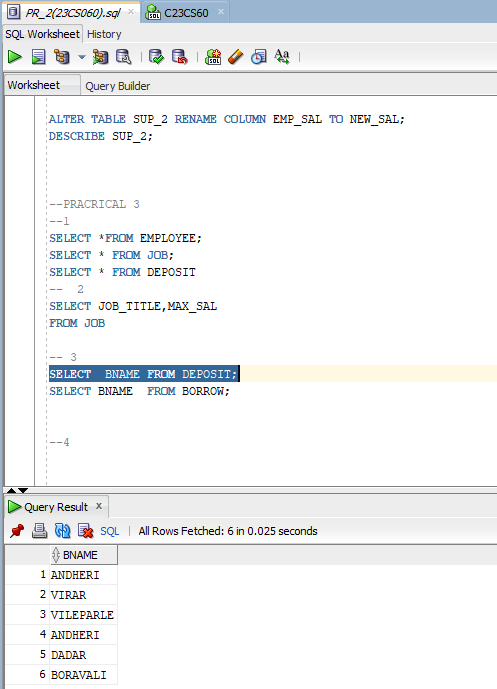 PR_2(23CS060).sql × C23CS60 ×
SQL Worksheet History
Worksheet Query Builder
ALTER TABLE SUP_2 RENAME COLUMN EMP_SAL TO NEW_SAL;
DESCRIBE SUP_2;
--PRACRICAL 3
--1
SELECT *FROM EMPLOYEE;
SELECT * FROM JOB;
SELECT * FROM DEPOSIT
-- 2
SELECT JOB_TITLE,MAX_SAL
FROM JOB
-- 3
SELECT BNAME FROM DEPOSIT;
SELECT BNAME FROM BORROW;
--4
Query Result ×
SQL | All Rows Fetched: 6 in 0.025 seconds
BNAME
1 ANDHERI
2 VIRAR
3 VILEPARLE
4 ANDHERI
5 DADAR
6 BORAVALI